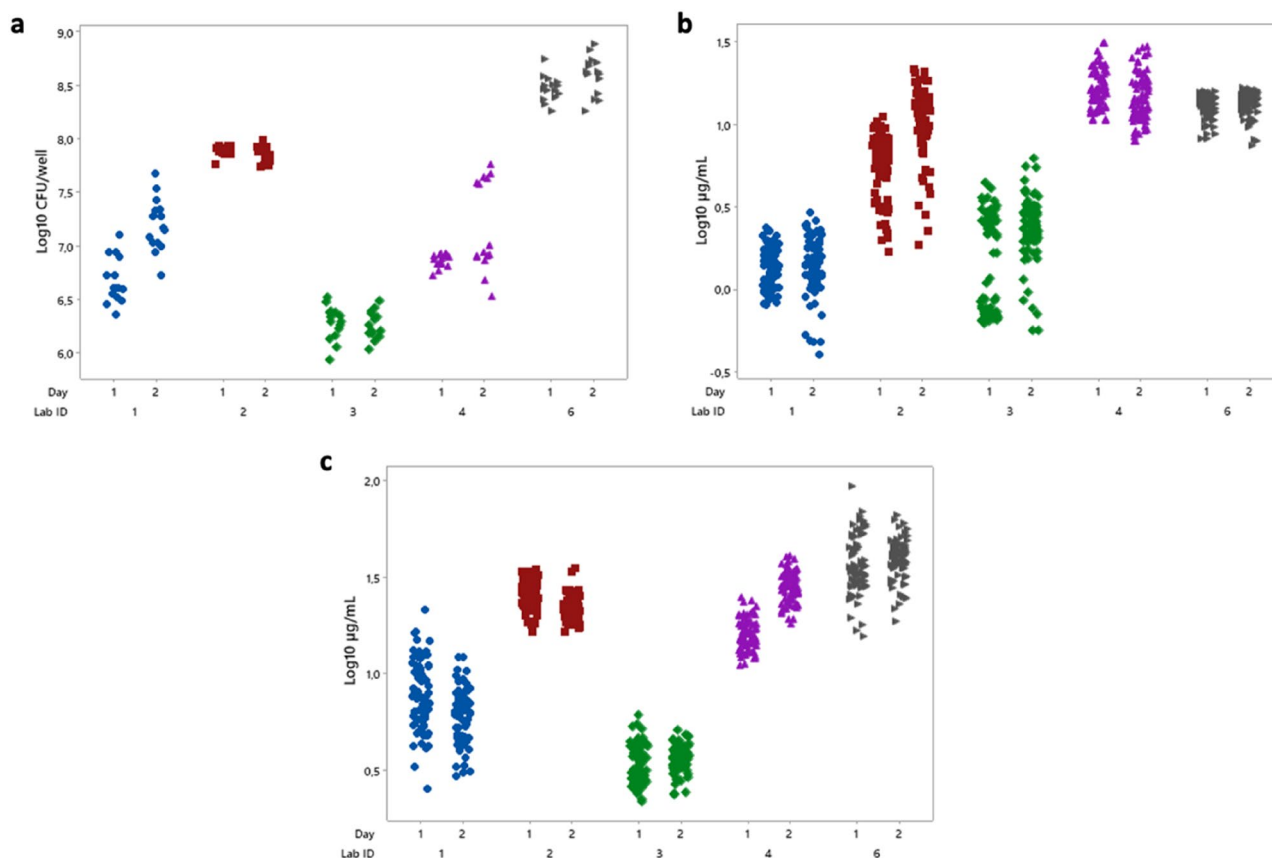 a
9,0
8,5
8,0
7,5
7,0
6,5
6,0
Log10 CFU/well
Day 1 2 1 2 1 2 1 2 1 2
Lab ID 1 2 3 4 6
b
1,5
1,0
0,5
0,0
-0,5
Log10 µg/mL
Day 1 2 1 2 1 2 1 2 1 2
Lab ID 1 2 3 4 6
c
2,0
1,5
1,0
0,5
Log10 µg/mL
Day 1 2 1 2 1 2 1 2 1 2
Lab ID 1 2 3 4 6